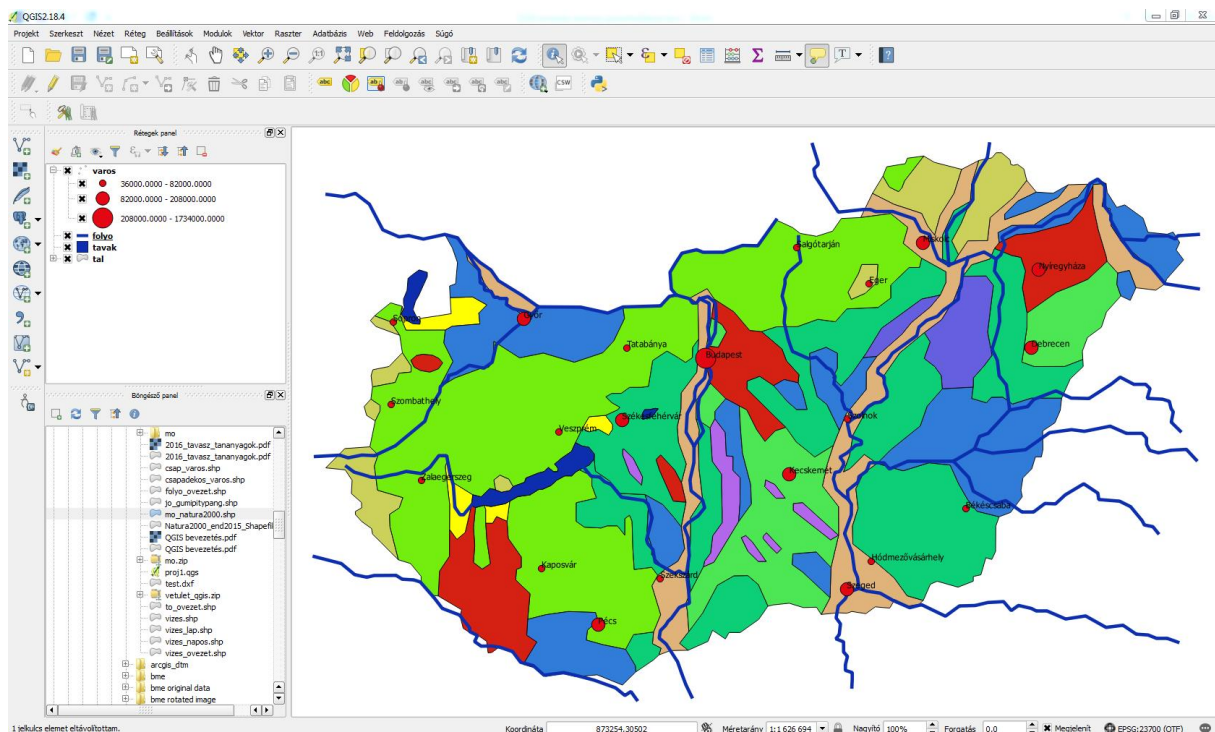 QGIS2.18.4
Projekt Szerkeszt Nézet Réteg Beállítások Modulok Vektor Raszter Adatbázis Web Feldolgozás Súgó
Rétegek panel
varos
36000.0000 - 82000.0000
82000.0000 - 208000.0000
208000.0000 - 1734000.0000
folyo
tavak
tal
Böngésző panel
mo
2016_tavasz_tananyagok.pdf
2016_tavasz_tananyagok.pdf
csap_varos.shp
csapadekos_varos.shp
folyo_ovezet.shp
jo_gumipitypang.shp
mo_natura2000.shp
Natura2000_end2015_Shapefil
QGIS bevezetés.pdf
QGIS bevezetés.pdf
mo.zip
proj1.qgs
test.dxf
vetulet_qgis.zip
to_ovezet.shp
vizes.shp
vizes_lap.shp
vizes_napos.shp
vizes_ovezet.shp
arcgis_dtm
bme
bme original data
bme rotated image
Salgótarján
Miskolc
Nyíregyháza
Eger
Sopron
Győr
Tatabánya
Budapest
Debrecen
Szombathely
Székesfehérvár
Veszprém
Szolnok
Zalaegerszeg
Kecskemét
Békéscsaba
Kaposvár
Szekszárd
Hódmezővásárhely
Szeged
Pécs
1 jelkulcs elemet eltávolítottam.
Koordináta 873254.30502 Méretarány 1:1 626 694 Nagyító 100% Forgatás 0.0 Megjelenít EPSG:23700 (OTF)